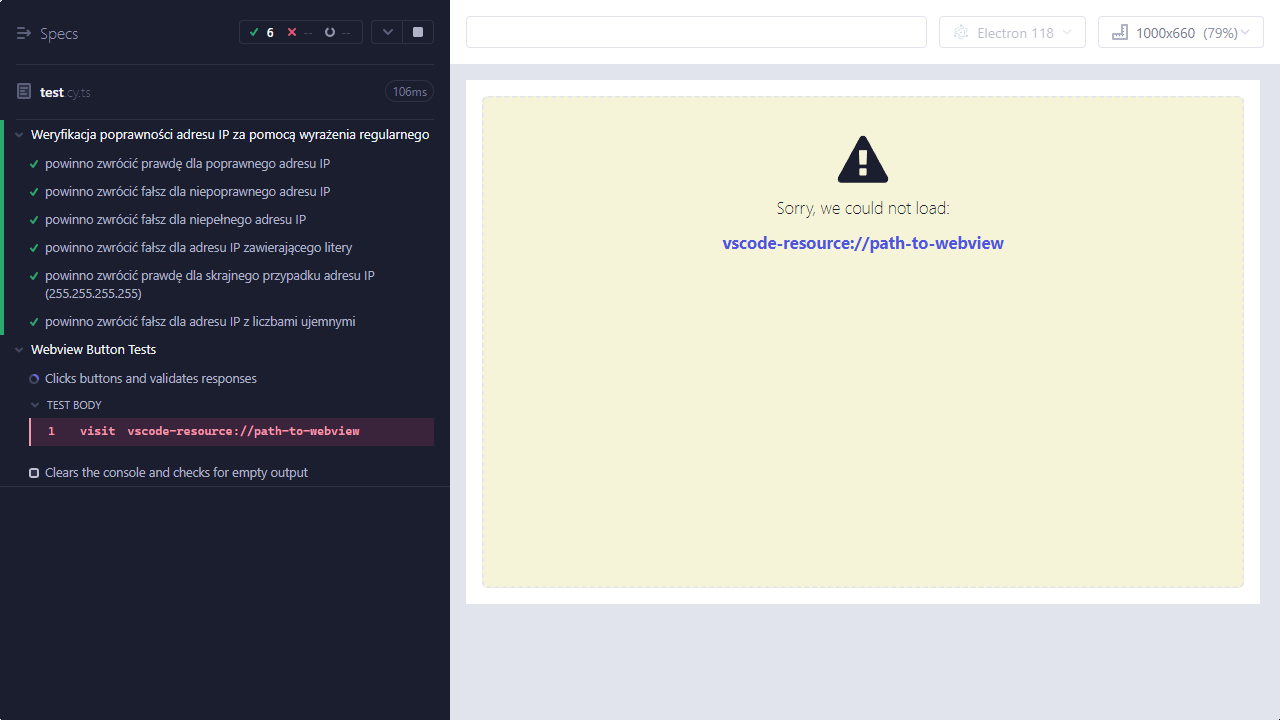 Specs
6 -- --
test cy.ts
106ms
Weryfikacja poprawności adresu IP za pomocą wyrażenia regularnego
powinno zwrócić prawdę dla poprawnego adresu IP
powinno zwrócić fałsz dla niepoprawnego adresu IP
powinno zwrócić fałsz dla niepełnego adresu IP
powinno zwrócić fałsz dla adresu IP zawierającego litery
powinno zwrócić prawdę dla skrajnego przypadku adresu IP
(255.255.255.255)
powinno zwrócić fałsz dla adresu IP z liczbami ujemnymi
Webview Button Tests
Clicks buttons and validates responses
TEST BODY
1 visit vscode-resource://path-to-webview
Clears the console and checks for empty output
Electron 118
1000x660 (79%)
Sorry, we could not load:
vscode-resource://path-to-webview